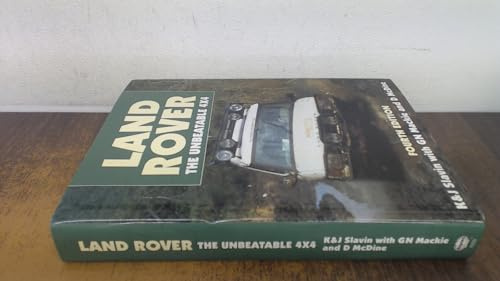 LAND
ROVER
THE UNBEATABLE 4X4
FOURTH EDITION
K&J Slavin with GN Mackie and D McDine
LAND ROVER THE UNBEATABLE 4X4 K&J Slavin with GN Mackie
and D McDine